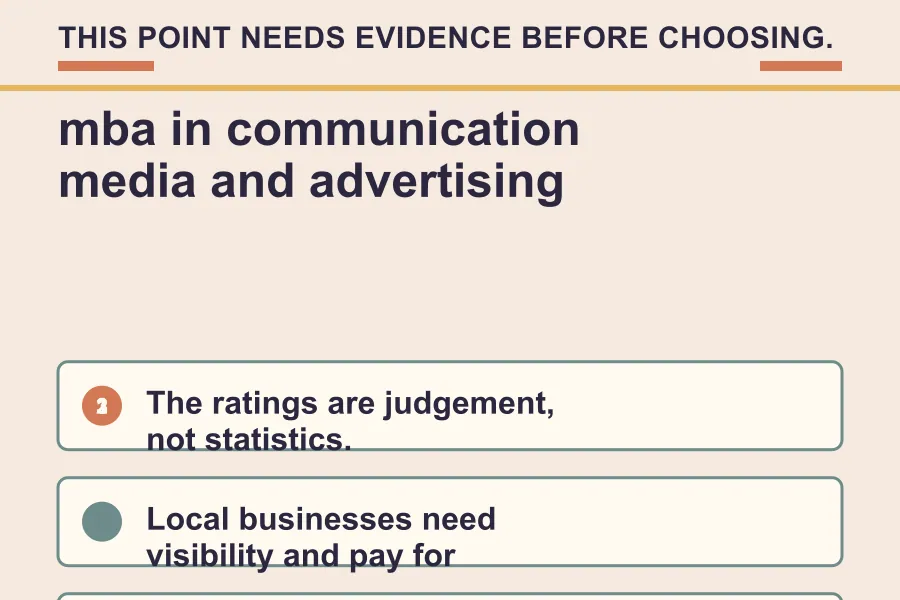 THIS POINT NEEDS EVIDENCE BEFORE CHOOSING.
mba in communication
media and advertising
The ratings are judgement,
not statistics.
Local businesses need
visibility and pay for